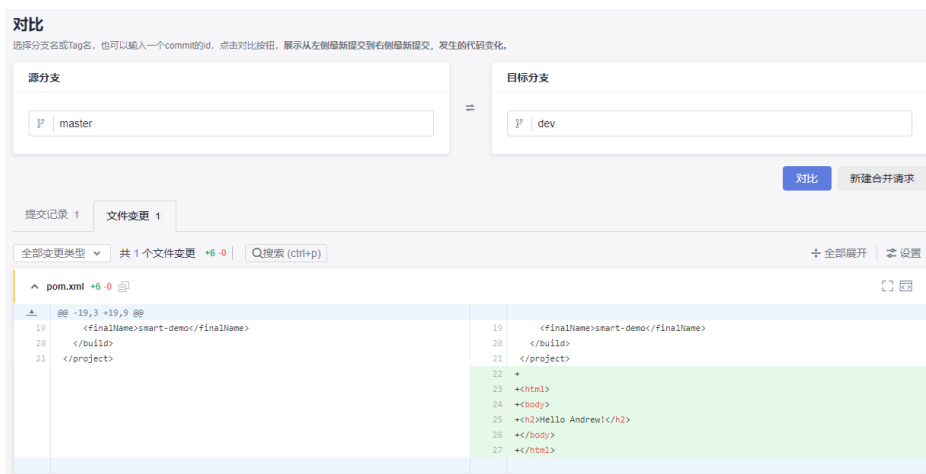 对比
选择分支名或Tag名，也可以输入一个commit的id，点击对比按钮，展示从左侧最新提交到右侧最新提交，发生的代码变化。
源分支
目标分支
master
dev
对比 新建合并请求
提交记录 1 文件变更 1
全部变更类型 共 1 个文件变更 +6 -0 搜索 (ctrl+p) 全部展开 设置
pom.xml +6 -0
@@ -19,3 +19,9 @@
19 <finalName>smart-demo</finalName> 19 <finalName>smart-demo</finalName>
20 </build> 20 </build>
21 </project> 21 </project>
22 +
23 +<html>
24 +<body>
25 +<h2>Hello Andrew!</h2>
26 +</body>
27 +</html>